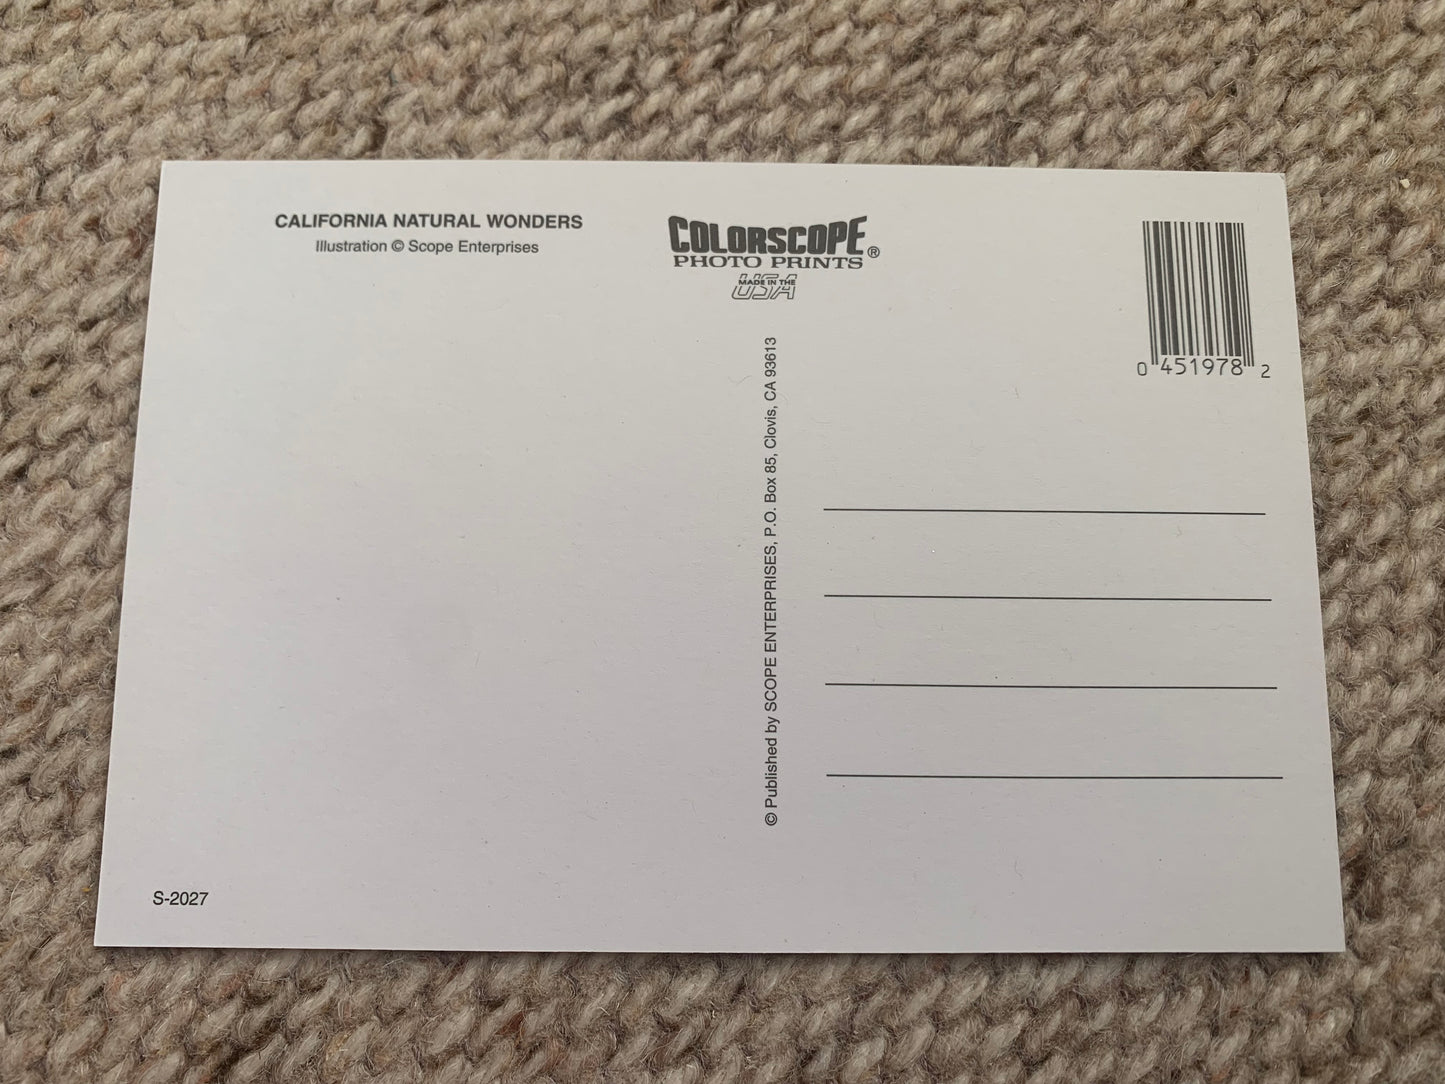 CALIFORNIA NATURAL WONDERS
Illustration © Scope Enterprises
COLORSCOPE®
PHOTO PRINTS
MADE IN THE
USA
0 451978 2
© Published by SCOPE ENTERPRISES, P.O. Box 85, Clovis, CA 93613
S-2027